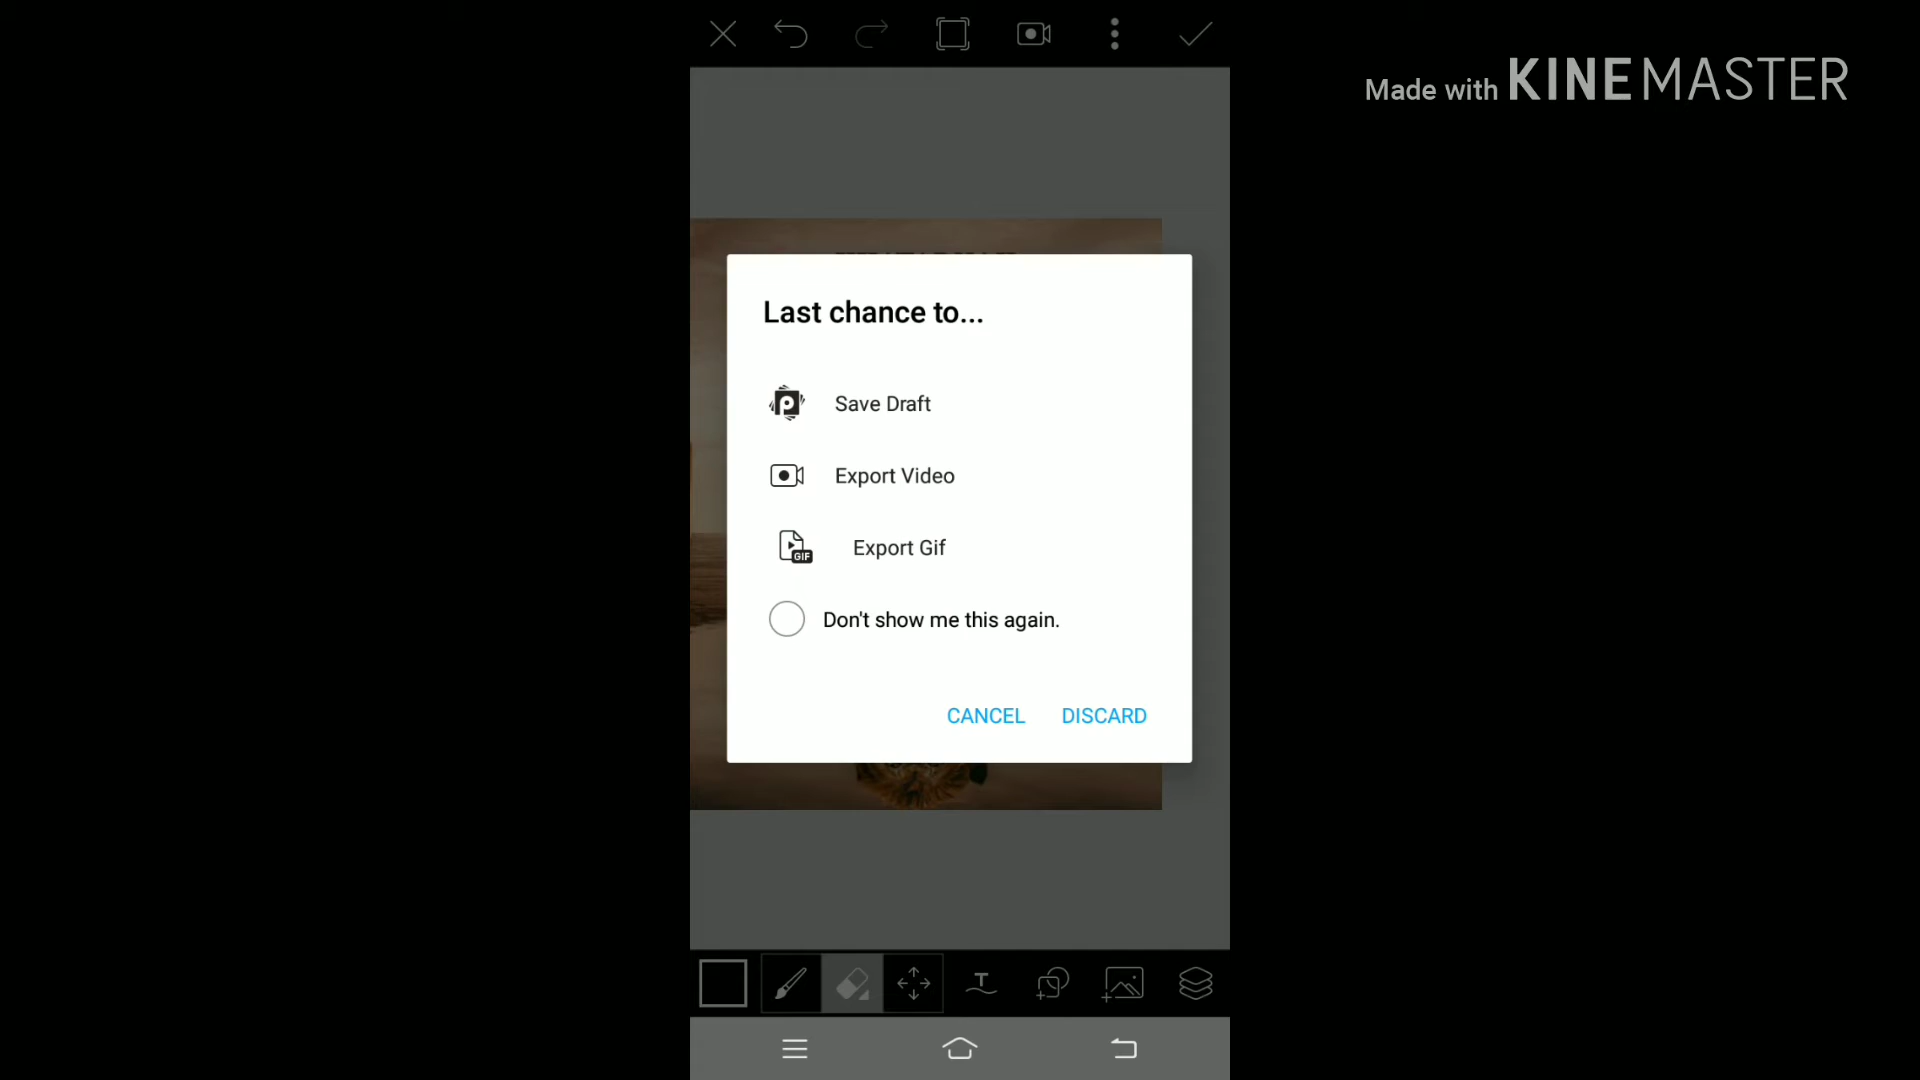 Made with KINEMASTER
Last chance to...
Save Draft
Export Video
GIF
Export Gif
Don't show me this again.
CANCEL DISCARD
T